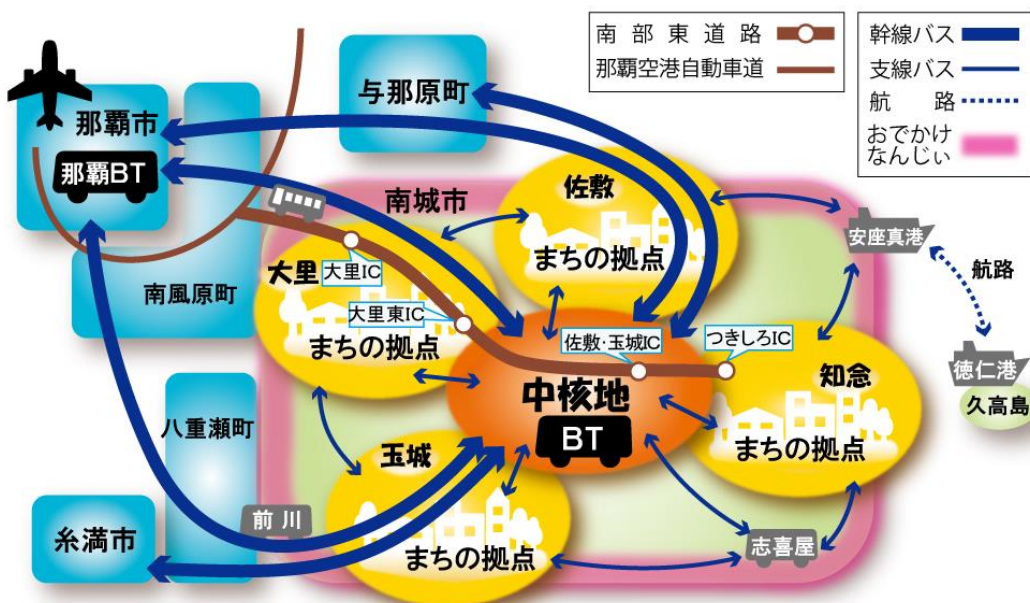 南部東道路
那覇空港自動車道
幹線バス
支線バス
航路
おでかけ
なんじぃ
与那原町
那覇市
那覇BT
南城市
佐敷
まちの拠点
安座真港
航路
大里
大里IC
南風原町
大里東IC
まちの拠点
佐敷・玉城IC
つきしろIC
徳仁港
久高島
中核地
BT
知念
まちの拠点
八重瀬町
玉城
まちの拠点
前川
志喜屋
糸満市